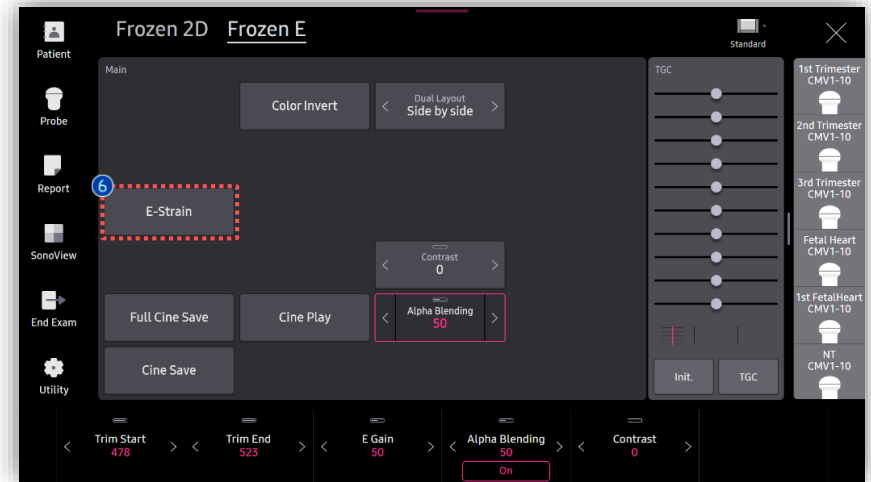 Patient
Probe
Report
SonoView
End Exam
Utility
Frozen 2D
Frozen E
Standard
Main
Color Invert
Dual Layout
Side by side
6
E-Strain
Contrast
0
Full Cine Save
Cine Play
Alpha Blending
50
Cine Save
TGC
Init.
TGC
1st Trimester
CMV1-10
2nd Trimester
CMV1-10
3rd Trimester
CMV1-10
Fetal Heart
CMV1-10
1st FetalHeart
CMV1-10
NT
CMV1-10
Trim Start
478
Trim End
523
E Gain
50
Alpha Blending
50
On
Contrast
0